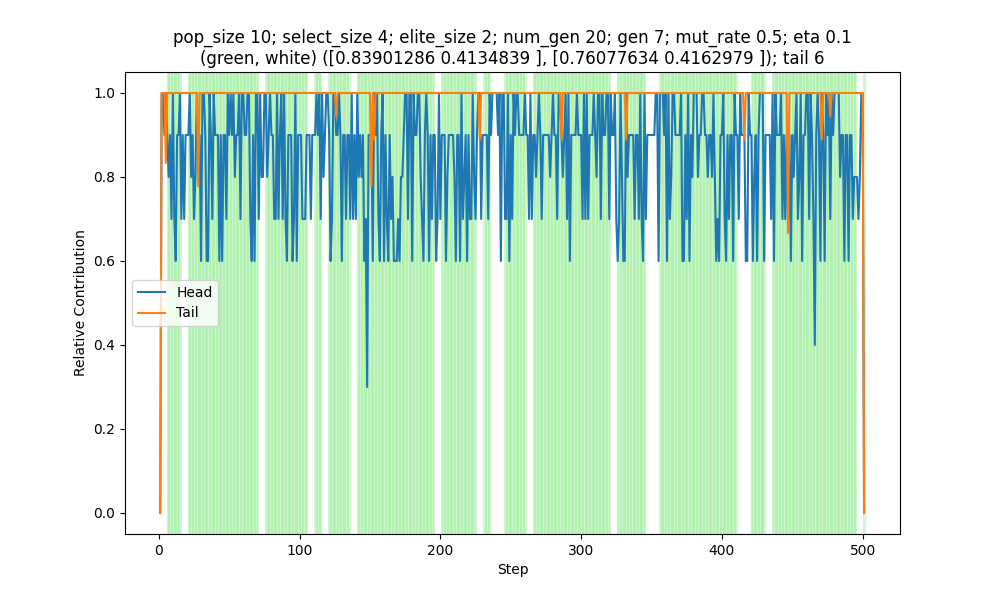 pop_size 10; select_size 4; elite_size 2; num_gen 20; gen 7; mut_rate 0.5; eta 0.1
(green, white) ([0.83901286 0.4134839 ], [0.76077634 0.4162979 ]); tail 6
1.0
0.8
0.6
0.4
0.2
0.0
Relative Contribution
Head
Tail
0
100
200
300
400
500
Step